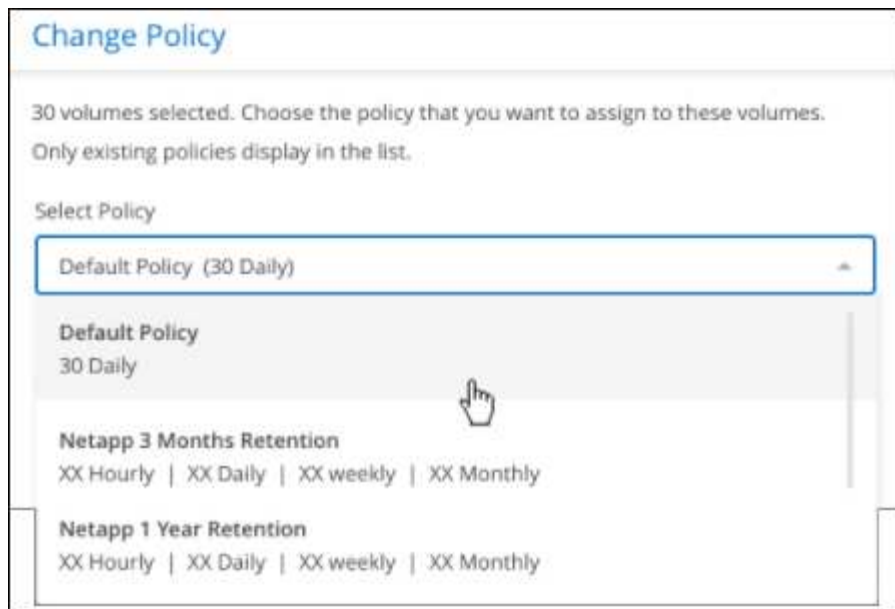 Change Policy
30 volumes selected. Choose the policy that you want to assign to these volumes.
Only existing policies display in the list.
Select Policy
Default Policy (30 Daily)
Default Policy
30 Daily
Netapp 3 Months Retention
XX Hourly | XX Daily | XX weekly | XX Monthly
Netapp 1 Year Retention
XX Hourly | XX Daily | XX weekly | XX Monthly